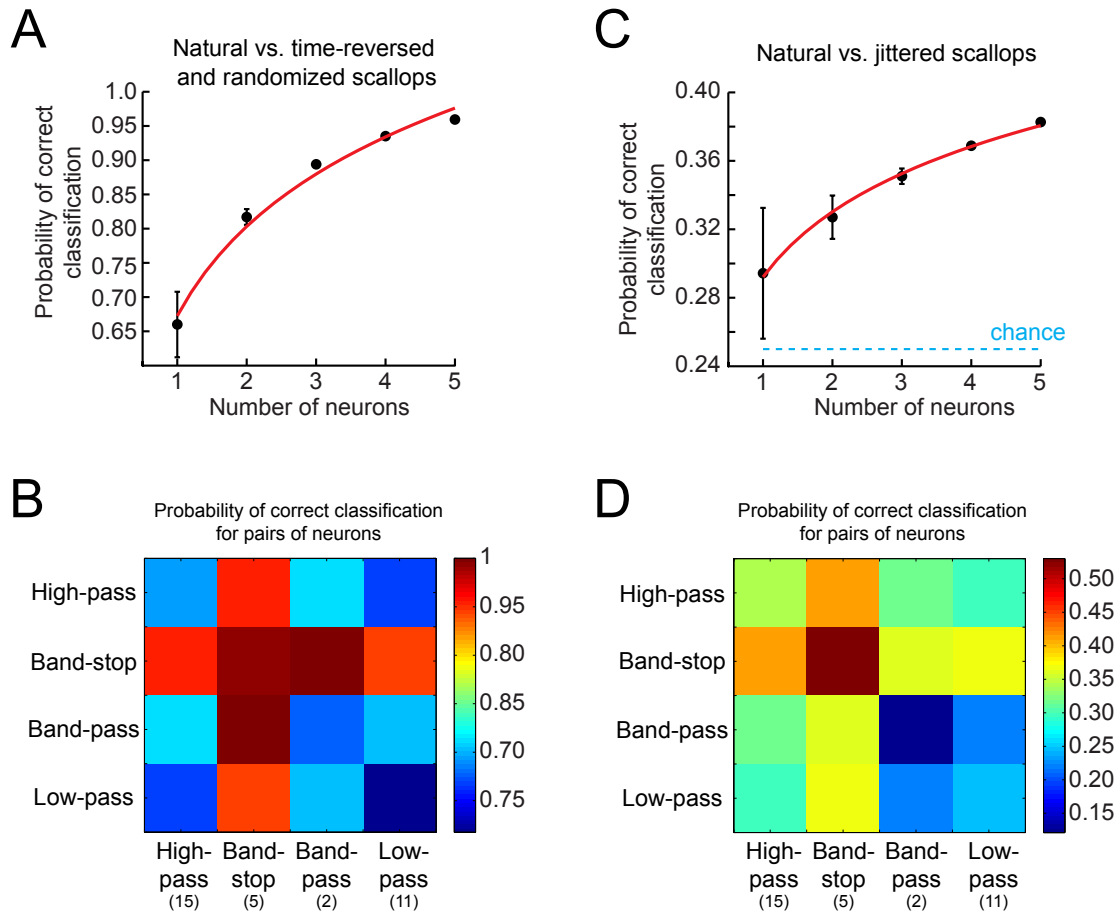 A
Natural vs. time-reversed
and randomized scallops
Probability of correct
classification
1.0
0.95
0.90
0.85
0.80
0.75
0.70
0.65
1
2
3
4
5
Number of neurons
C
Natural vs. jittered scallops
Probability of correct
classification
0.40
0.36
0.32
0.28
0.24
chance
1
2
3
4
5
Number of neurons
B
Probability of correct classification
for pairs of neurons
High-pass
Band-stop
Band-pass
Low-pass
High-
pass
(15)
Band-
stop
(5)
Band-
pass
(2)
Low-
pass
(11)
1
0.95
0.80
0.85
0.70
0.75
D
Probability of correct classification
for pairs of neurons
High-pass
Band-stop
Band-pass
Low-pass
High-
pass
(15)
Band-
stop
(5)
Band-
pass
(2)
Low-
pass
(11)
0.50
0.45
0.40
0.35
0.30
0.25
0.20
0.15